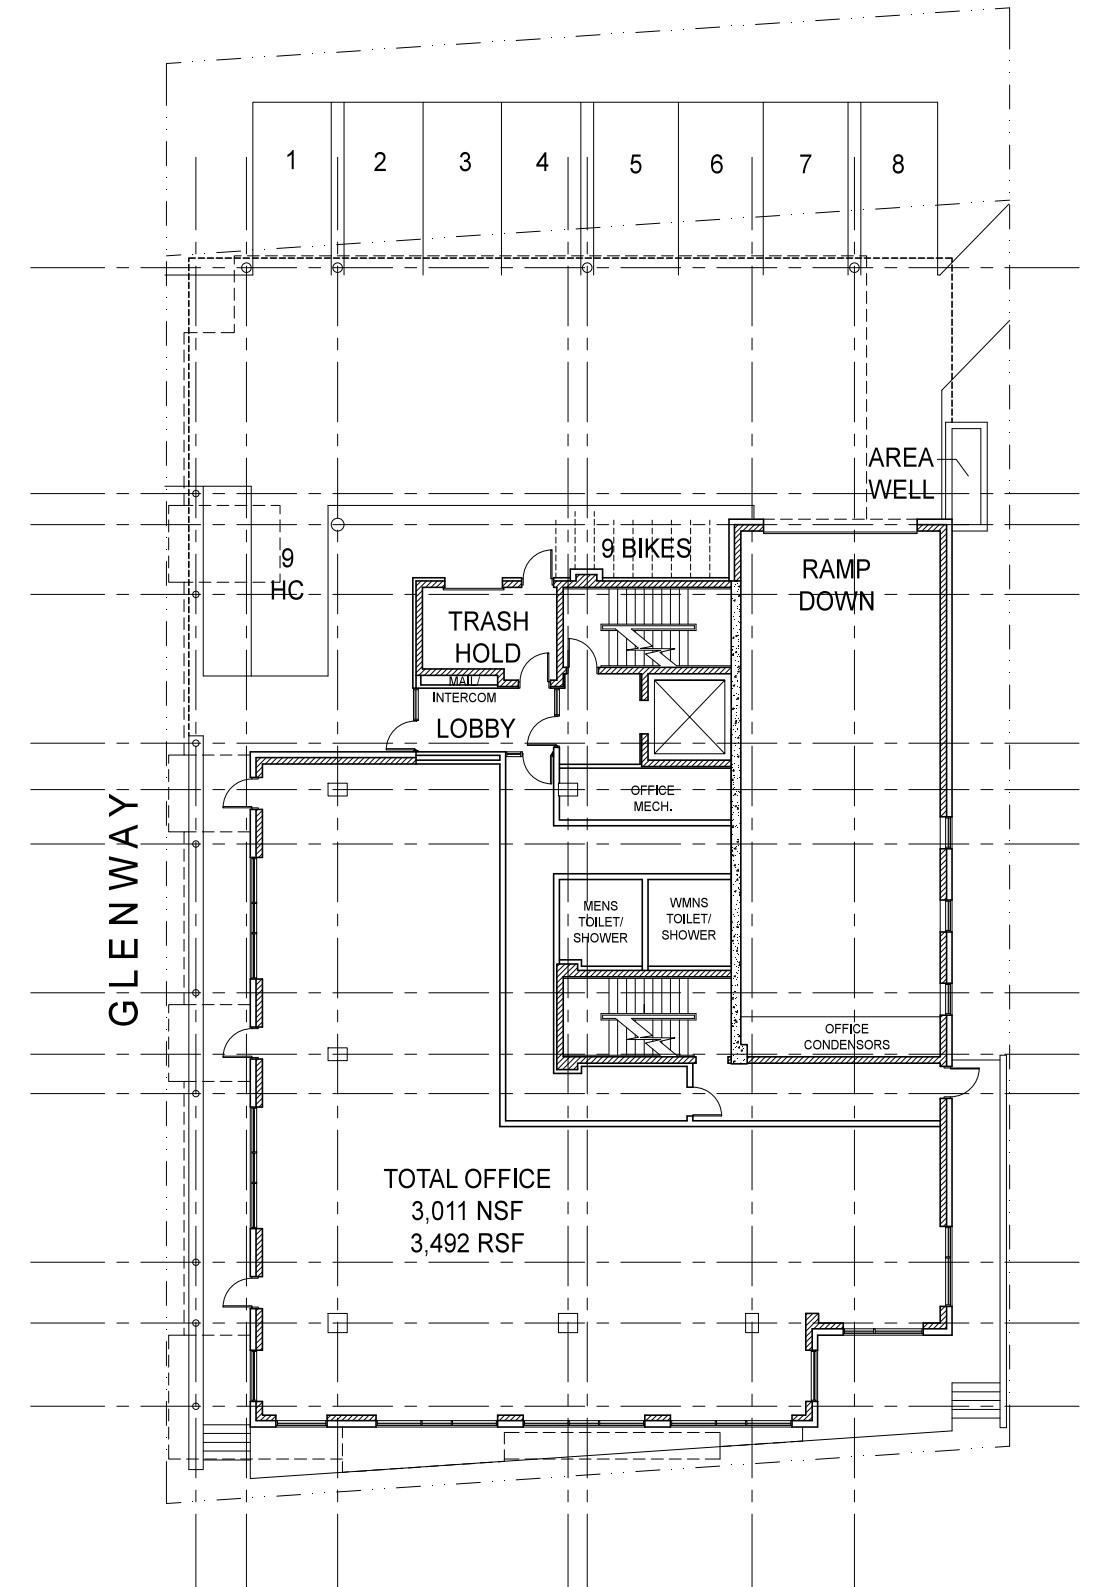 1
2
3
4
5
6
7
8
AREA
WELL
9 BIKES
9
HC
RAMP
DOWN
TRASH
HOLD
MAIL/
INTERCOM
LOBBY
OFFICE
MECH.
GLENWAY
MENS
TOILET/
SHOWER
WMNS
TOILET/
SHOWER
OFFICE
CONDENSORS
TOTAL OFFICE
3,011 NSF
3,492 RSF